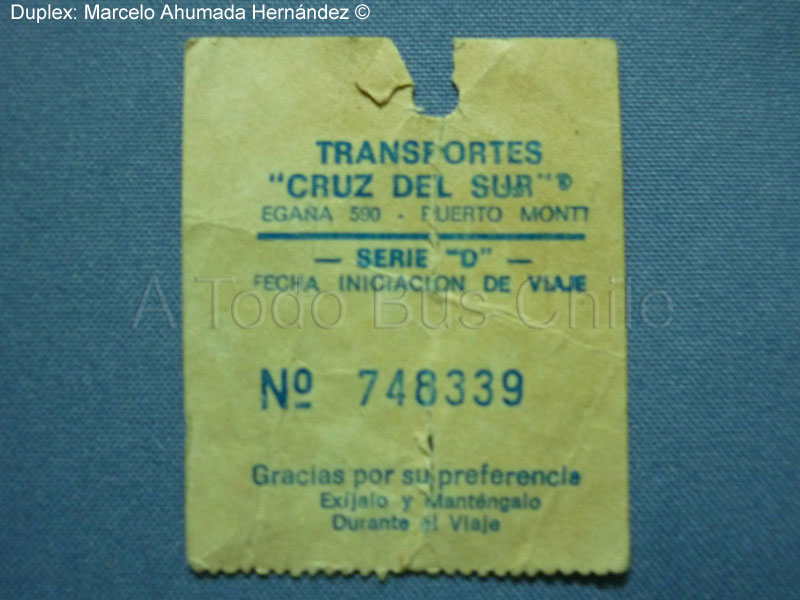 Duplex: Marcelo Ahumada Hernández ©
TRANSPORTES
"CRUZ DEL SUR" ®
EGAÑA 590 - PUERTO MONTT
— SERIE "D" —
FECHA INICIACION DE VIAJE
A Todo Bus Chile
Nº 748339
Gracias por su preferencia
Exíjalo y Manténgalo
Durante el Viaje